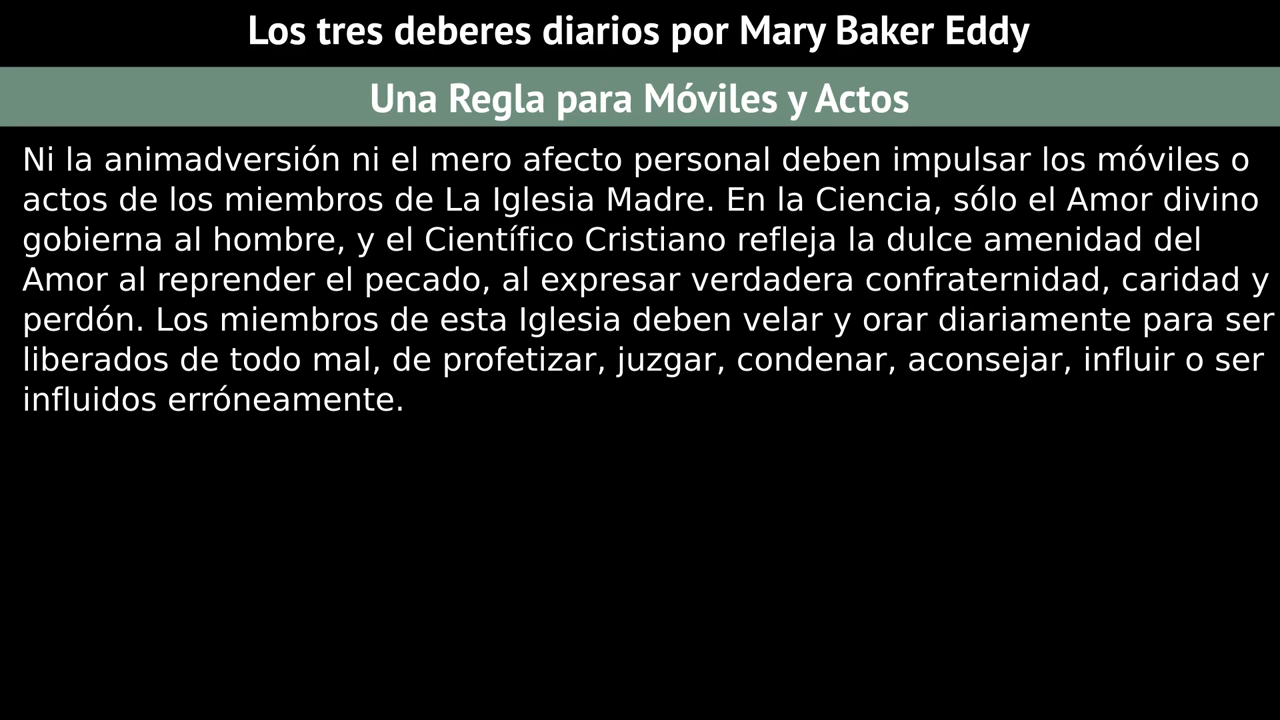 Los tres deberes diarios por Mary Baker Eddy
Una Regla para Móviles y Actos
Ni la animadversión ni el mero afecto personal deben impulsar los móviles o
actos de los miembros de La Iglesia Madre. En la Ciencia, sólo el Amor divino
gobierna al hombre, y el Científico Cristiano refleja la dulce amenidad del
Amor al reprender el pecado, al expresar verdadera confraternidad, caridad y
perdón. Los miembros de esta Iglesia deben velar y orar diariamente para ser
liberados de todo mal, de profetizar, juzgar, condenar, aconsejar, influir o ser
influidos erróneamente.